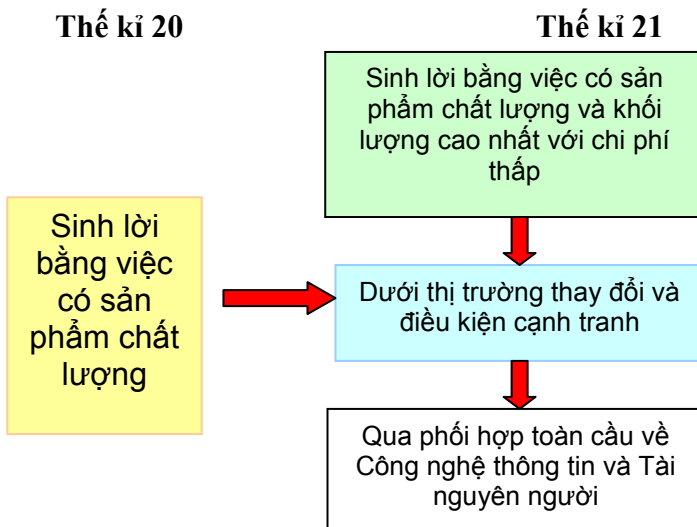 Thế kỉ 20
Thế kỉ 21
Sinh lời bằng việc có sản
phẩm chất lượng và khối
lượng cao nhất với chi phí
thấp
Sinh lời
bằng việc
có sản
phẩm chất
lượng
Dưới thị trường thay đổi và
điều kiện cạnh tranh
Qua phối hợp toàn cầu về
Công nghệ thông tin và Tài
nguyên người